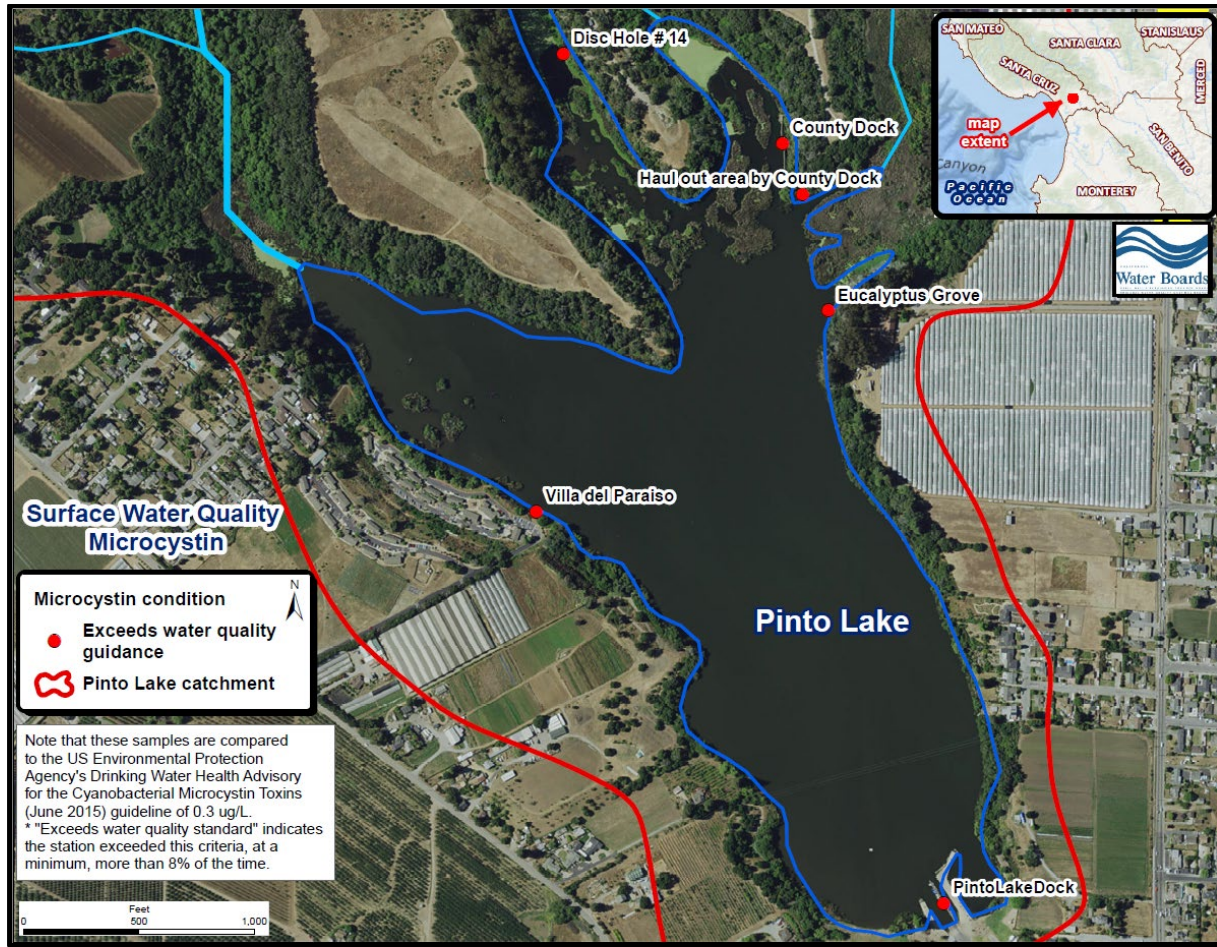 Disc Hole # 14
County Dock
Haul out area by County Dock
Eucalyptus Grove
Villa del Paraiso
Pinto Lake
PintoLakeDock
SAN MATEO
SANTA CLARA
STANISLAUS
SANTA CRUZ
MERCED
map
extent
SAN BENITO
Canyon
Pacific
Ocean
MONTEREY
Water Boards
Surface Water Quality
Microcystin
Microcystin condition
N
Exceeds water quality
guidance
Pinto Lake catchment
Note that these samples are compared
to the US Environmental Protection
Agency's Drinking Water Health Advisory
for the Cyanobacterial Microcystin Toxins
(June 2015) guideline of 0.3 ug/L.
* "Exceeds water quality standard" indicates
the station exceeded this criteria, at a
minimum, more than 8% of the time.
Feet
0 500 1,000